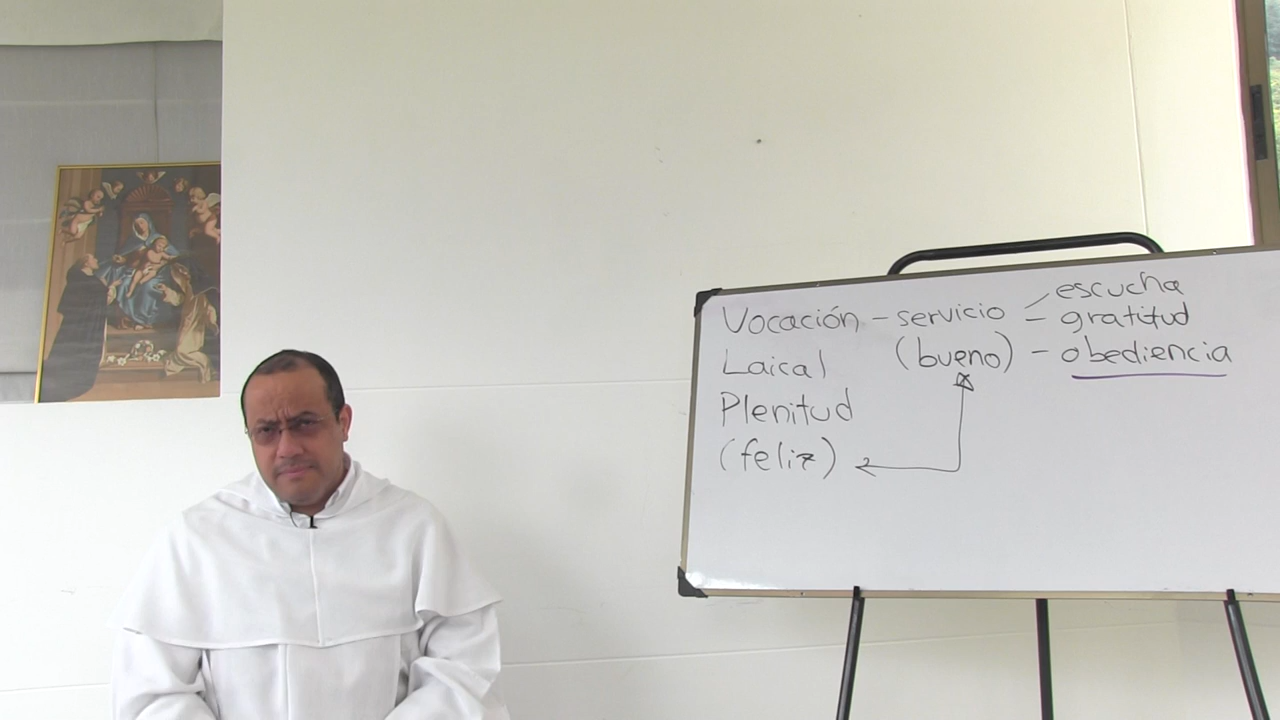 Vocación - servicio - escucha
- gratitud
Laical (bueno) - obediencia
Plenitud
(feliz)